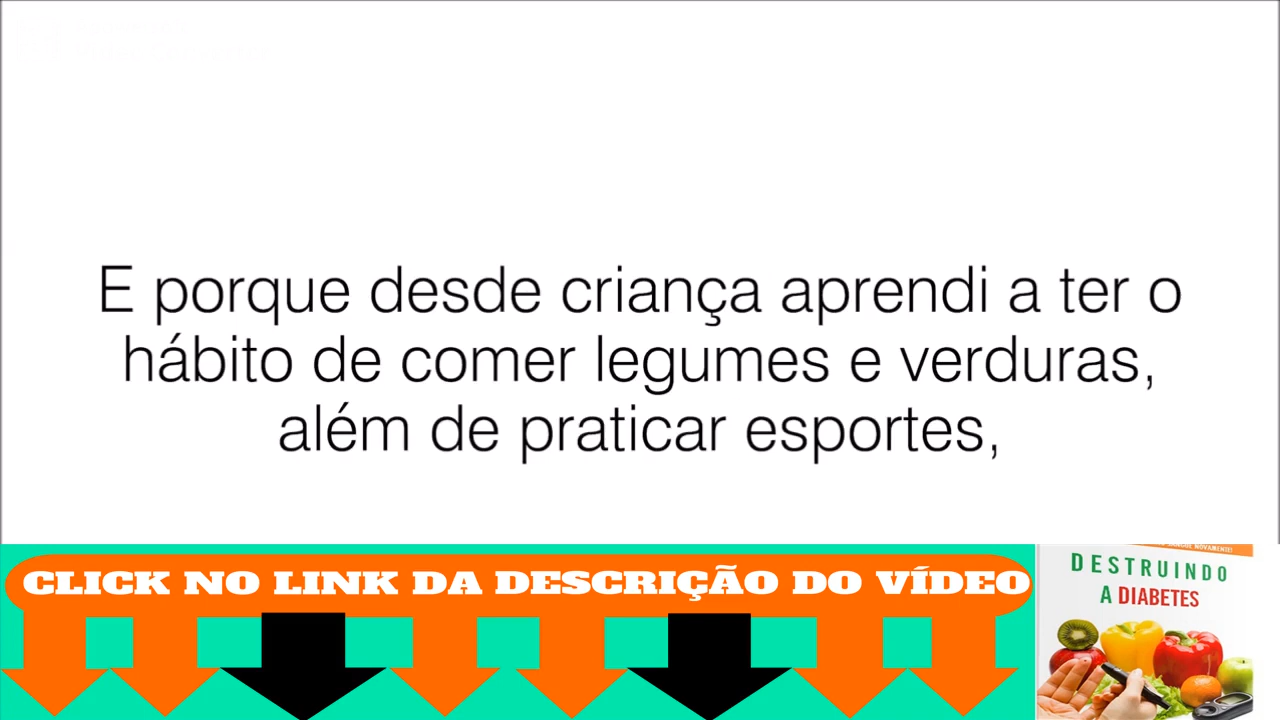 E porque desde criança aprendi a ter o
hábito de comer legumes e verduras,
além de praticar esportes,
CLICK NO LINK DA DESCRIÇÃO DO VÍDEO
NOVAMENTE!
DESTRUINDO
A DIABETES